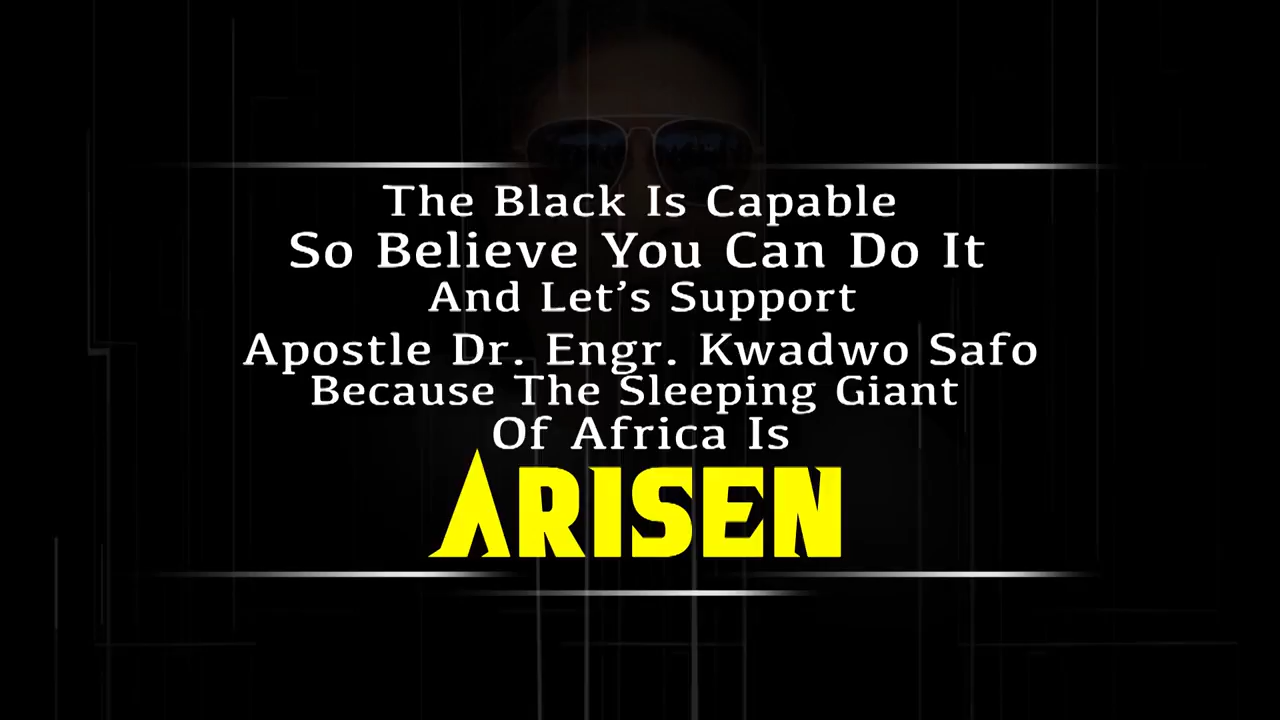 The Black Is Capable
So Believe You Can Do It
And Let’s Support
Apostle Dr. Engr. Kwadwo Safo
Because The Sleeping Giant
Of Africa Is
ARISEN